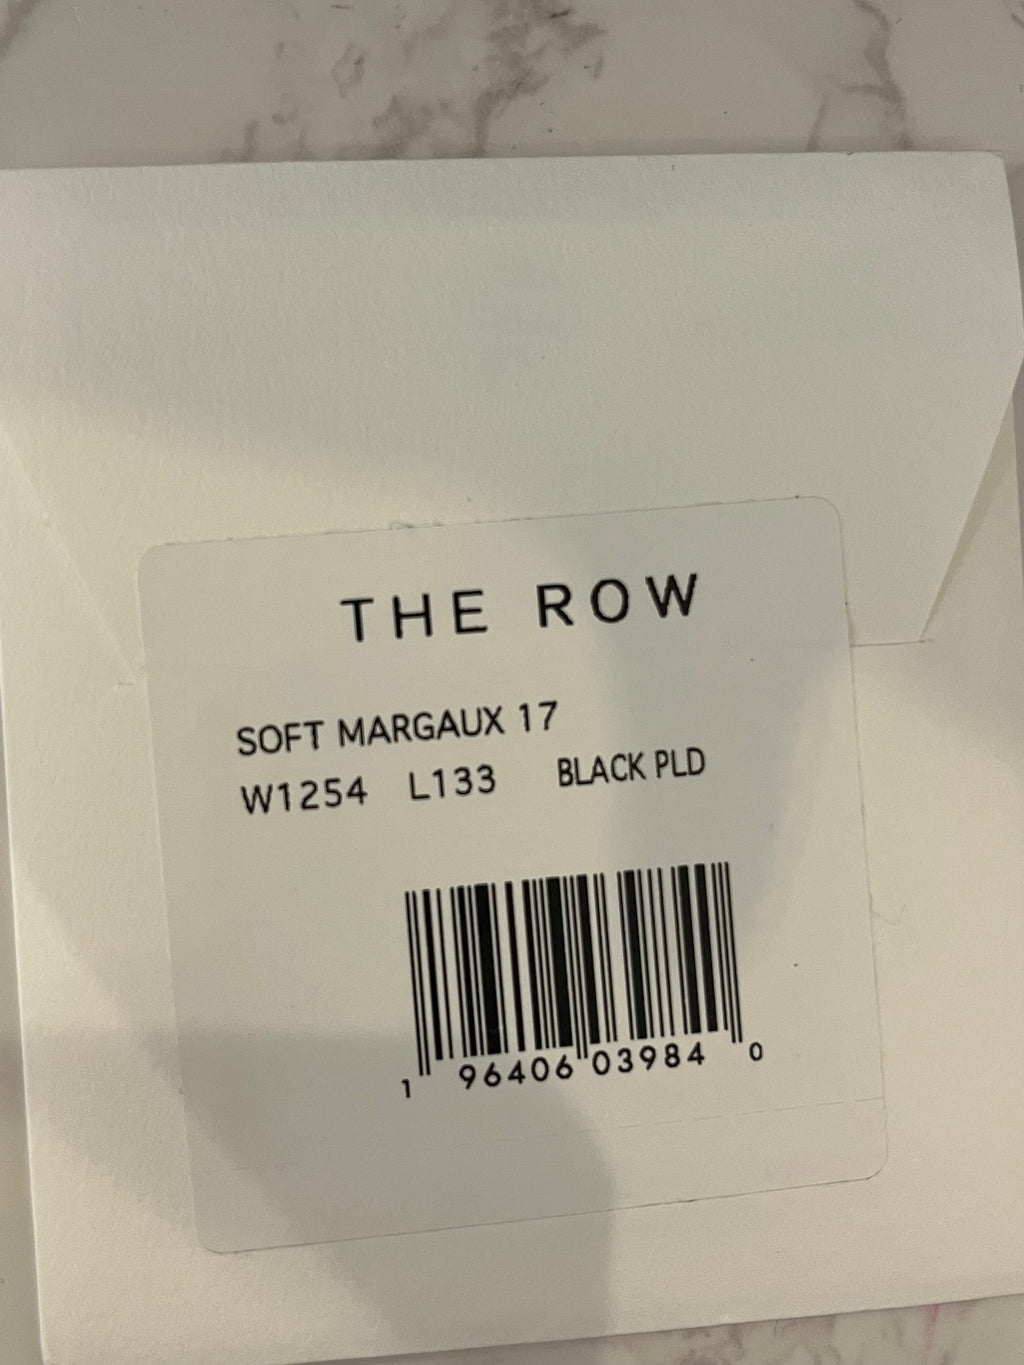 THE ROW
SOFT MARGAUX 17
W1254 L133 BLACK PLD
1 96406 03984 0